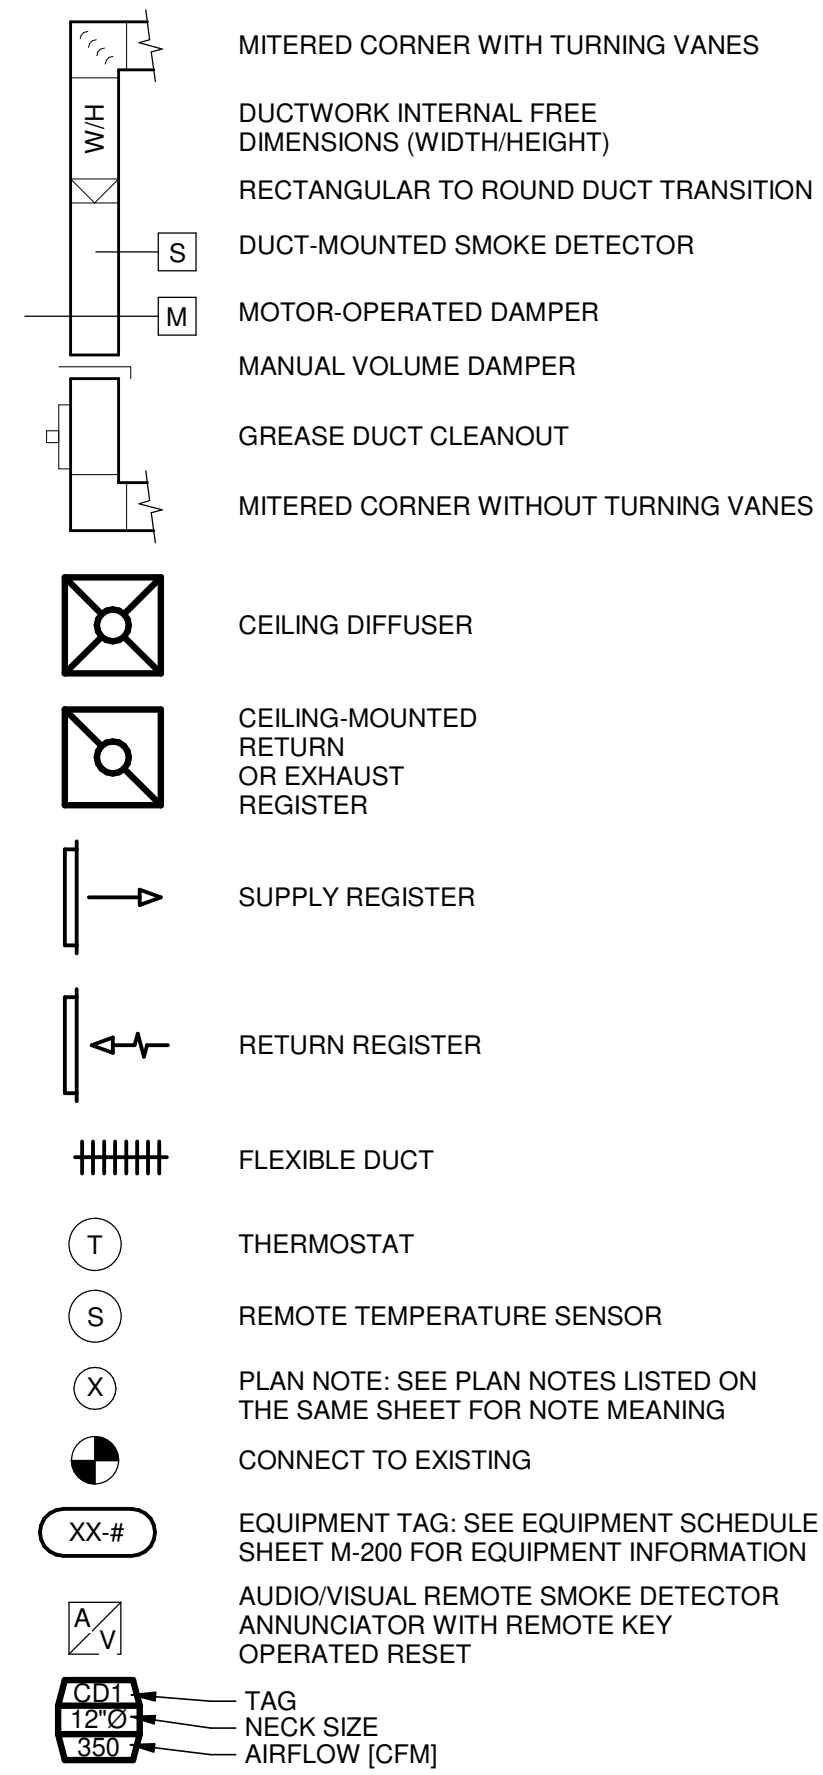 MITERED CORNER WITH TURNING VANES
W/H
DUCTWORK INTERNAL FREE
DIMENSIONS (WIDTH/HEIGHT)
RECTANGULAR TO ROUND DUCT TRANSITION
S
DUCT-MOUNTED SMOKE DETECTOR
M
MOTOR-OPERATED DAMPER
MANUAL VOLUME DAMPER
GREASE DUCT CLEANOUT
MITERED CORNER WITHOUT TURNING VANES
CEILING DIFFUSER
CEILING-MOUNTED
RETURN
OR EXHAUST
REGISTER
SUPPLY REGISTER
RETURN REGISTER
FLEXIBLE DUCT
T
THERMOSTAT
S
REMOTE TEMPERATURE SENSOR
X
PLAN NOTE: SEE PLAN NOTES LISTED ON
THE SAME SHEET FOR NOTE MEANING
CONNECT TO EXISTING
XX-#
EQUIPMENT TAG: SEE EQUIPMENT SCHEDULE
SHEET M-200 FOR EQUIPMENT INFORMATION
A/V
AUDIO/VISUAL REMOTE SMOKE DETECTOR
ANNUNCIATOR WITH REMOTE KEY
OPERATED RESET
CD1
TAG
12"Ø
NECK SIZE
350
AIRFLOW [CFM]